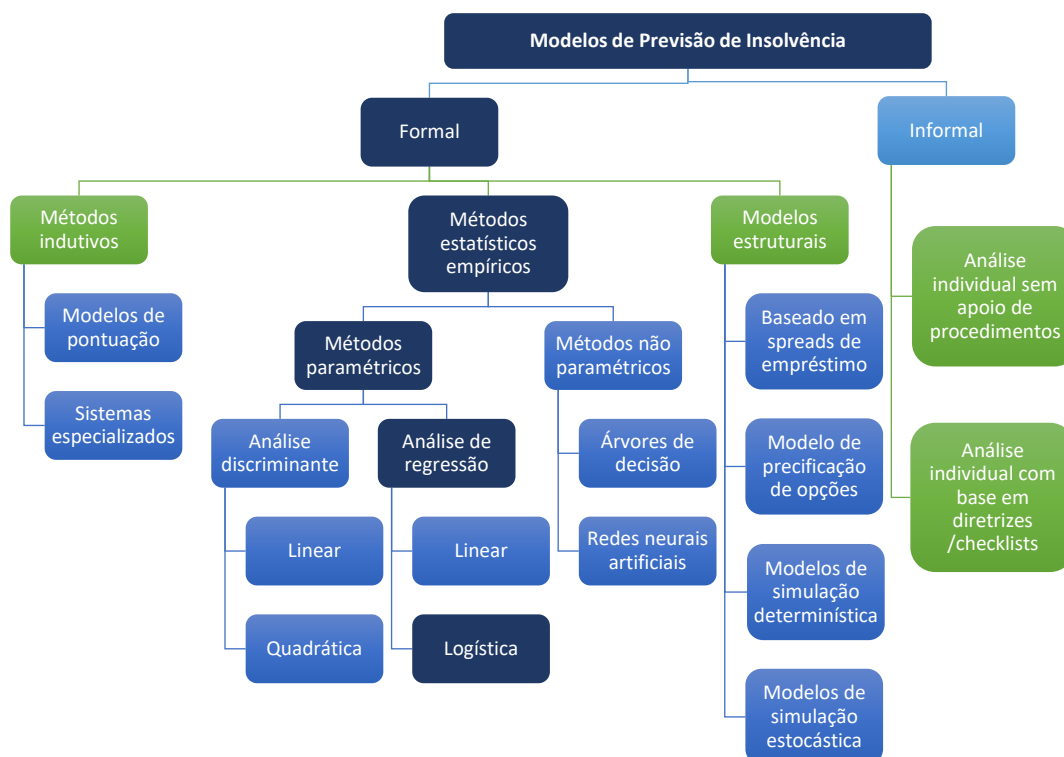 Modelos de Previsão de Insolvência
Formal
Informal
Métodos
indutivos
Métodos
estatísticos
empíricos
Modelos
estruturais
Análise
individual sem
apoio de
procedimentos
Modelos de
pontuação
Baseado em
spreads de
empréstimo
Métodos
paramétricos
Métodos não
paramétricos
Sistemas
especializados
Análise
discriminante
Análise de
regressão
Árvores de
decisão
Modelo de
precificação
de opções
Análise
individual com
base em
diretrizes
/checklists
Linear
Linear
Redes neurais
artificiais
Modelos de
simulação
determinística
Quadrática
Logística
Modelos de
simulação
estocástica